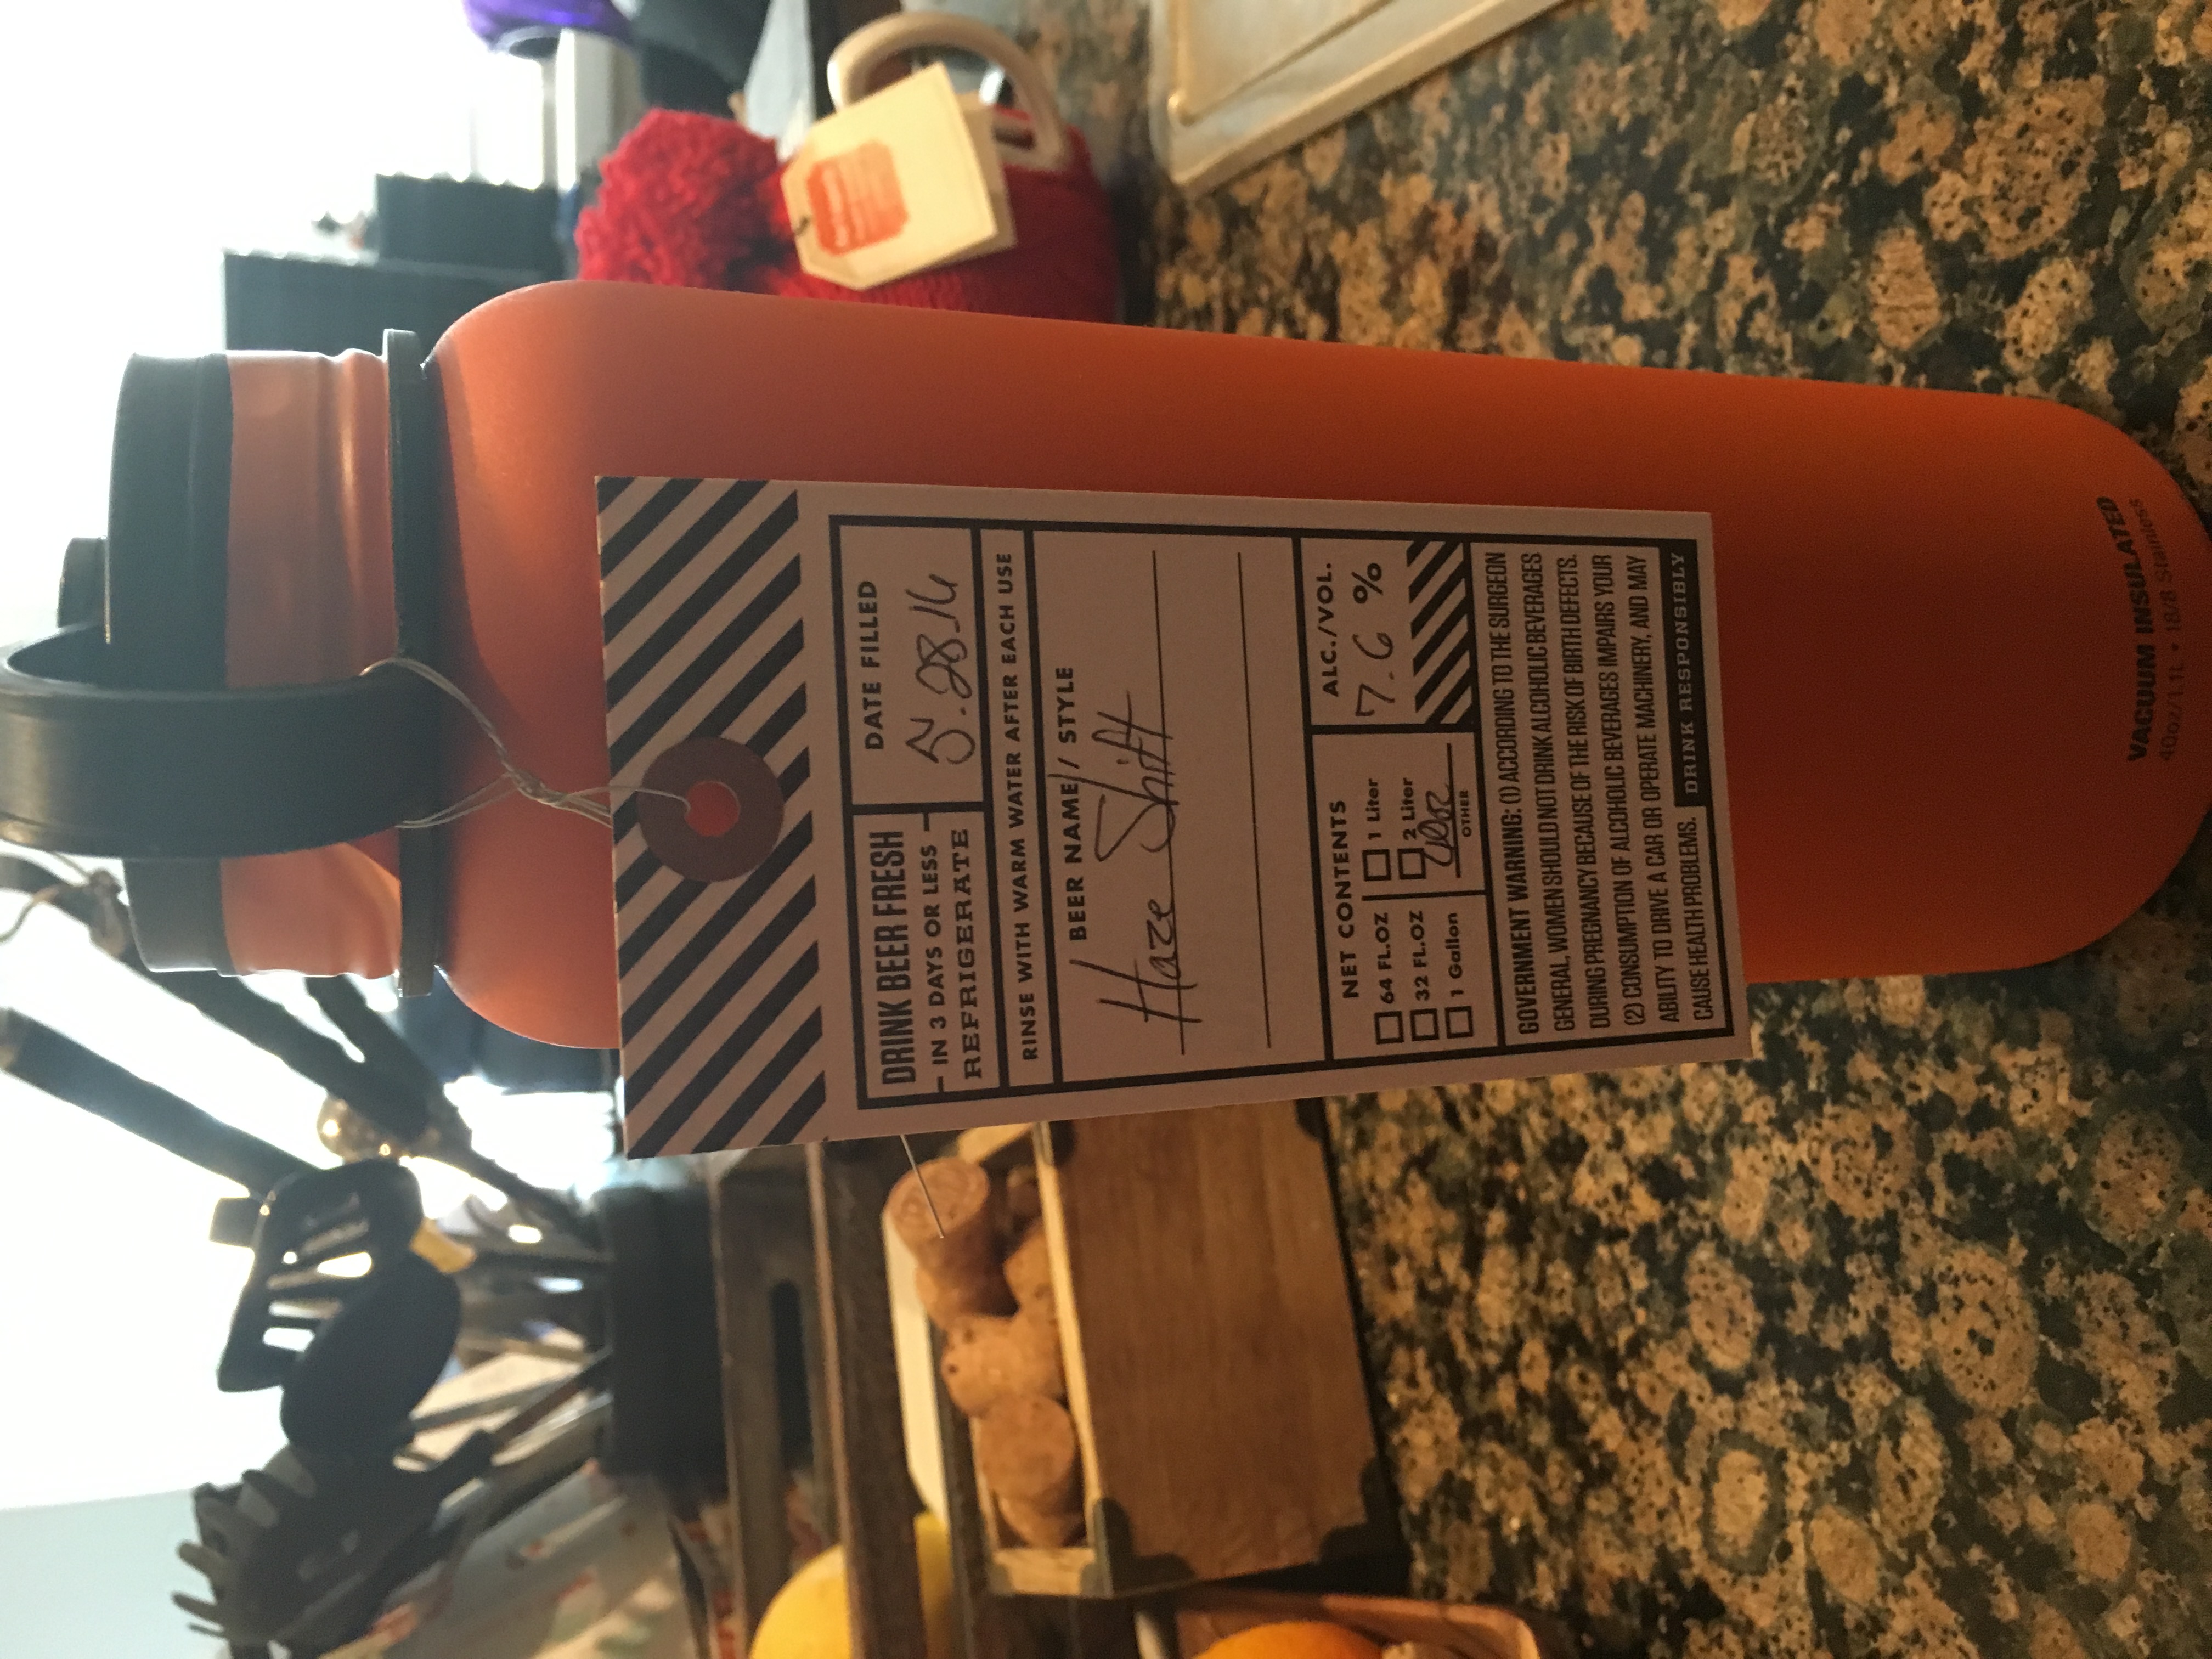 DRINK BEER FRESH
IN 3 DAYS OR LESS
REFRIGERATE
DATE FILLED
5.28.16
RINSE WITH WARM WATER AFTER EACH USE
BEER NAME / STYLE
Haze Shift
NET CONTENTS
64 FL.OZ
32 FL.OZ
1 Gallon
1 Liter
2 Liter
OTHER
ALC./VOL.
7.6 %
GOVERNMENT WARNING: (1) ACCORDING TO THE SURGEON
GENERAL, WOMEN SHOULD NOT DRINK ALCOHOLIC BEVERAGES
DURING PREGNANCY BECAUSE OF THE RISK OF BIRTH DEFECTS.
(2) CONSUMPTION OF ALCOHOLIC BEVERAGES IMPAIRS YOUR
ABILITY TO DRIVE A CAR OR OPERATE MACHINERY, AND MAY
CAUSE HEALTH PROBLEMS.
DRINK RESPONSIBLY
VACUUM INSULATED
40oz/1.1L • 18/8 Stainless